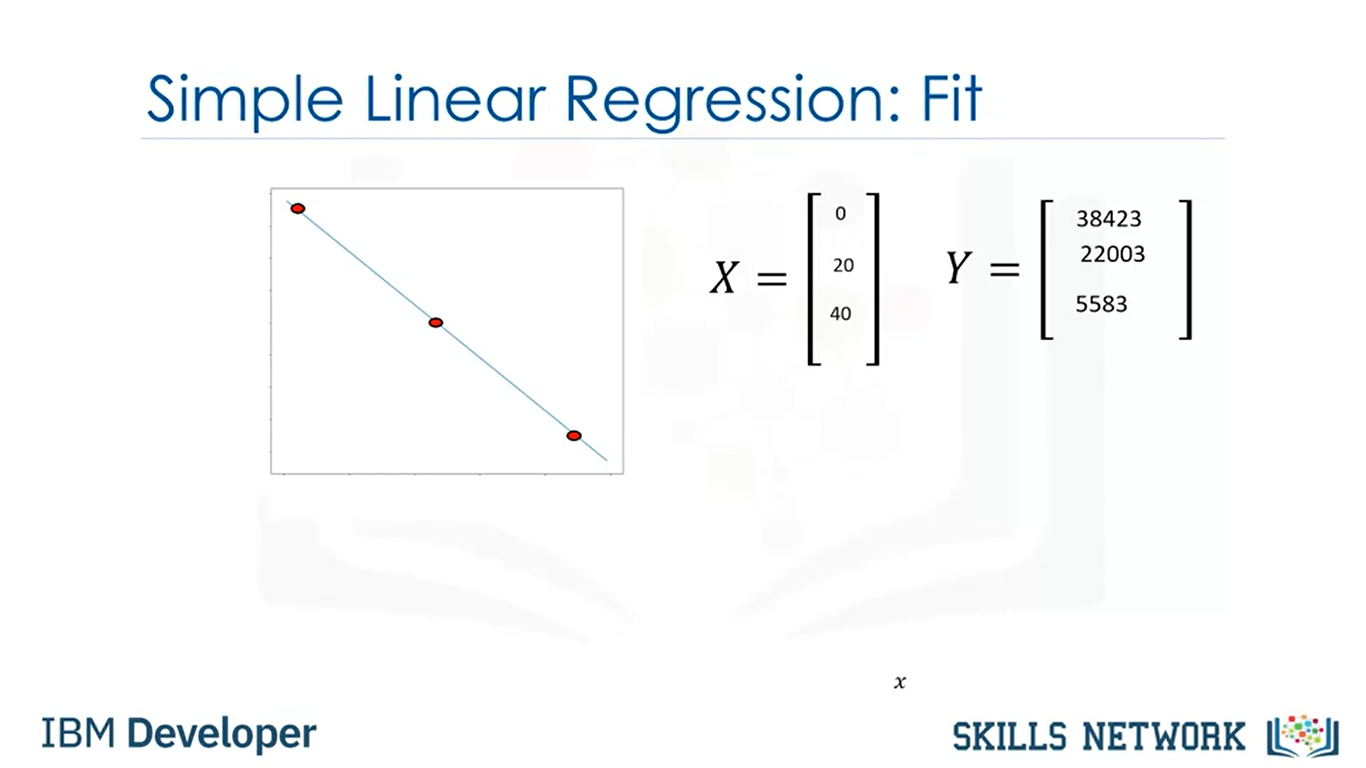 Simple Linear Regression: Fit
X =
0
20
40
Y =
38423
22003
5583
x
IBM Developer
SKILLS NETWORK